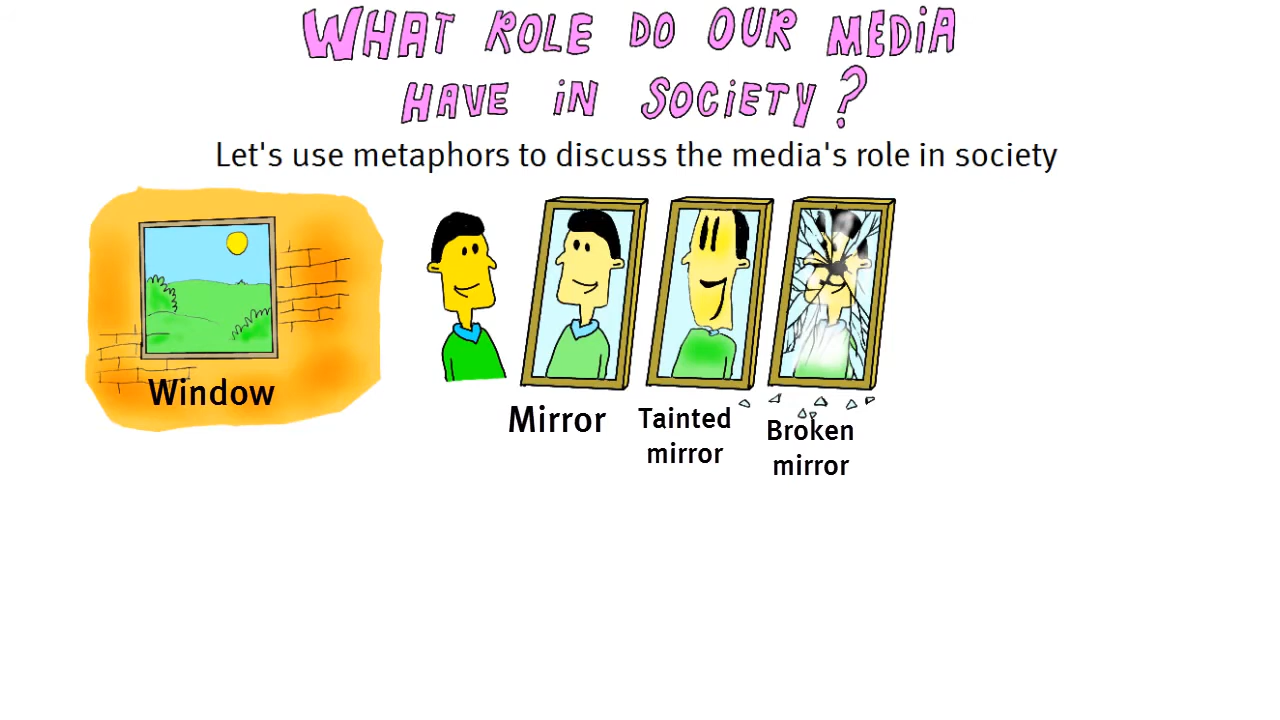 WHAT ROLE DO OUR MEDiA
HAVE iN SOCiETY?
Let's use metaphors to discuss the media's role in society
Window
Mirror
Tainted
mirror
Broken
mirror